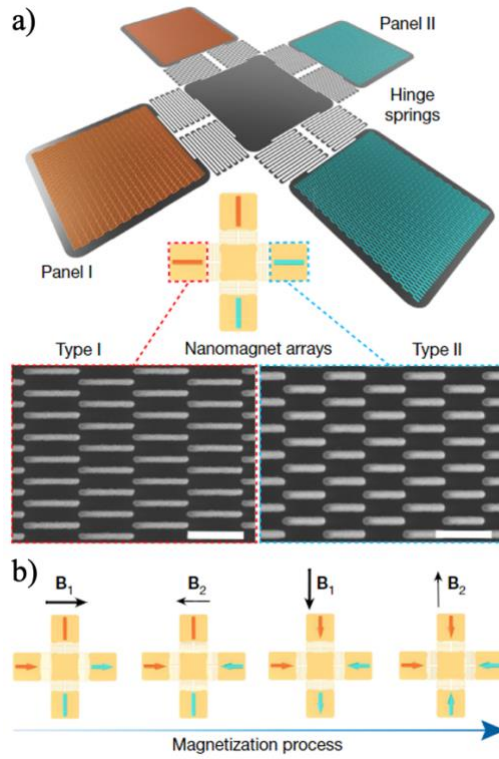 a)
Panel II
Hinge
springs
Panel I
Type I
Nanomagnet arrays
Type II
b)
B1
B2
B1
B2
Magnetization process